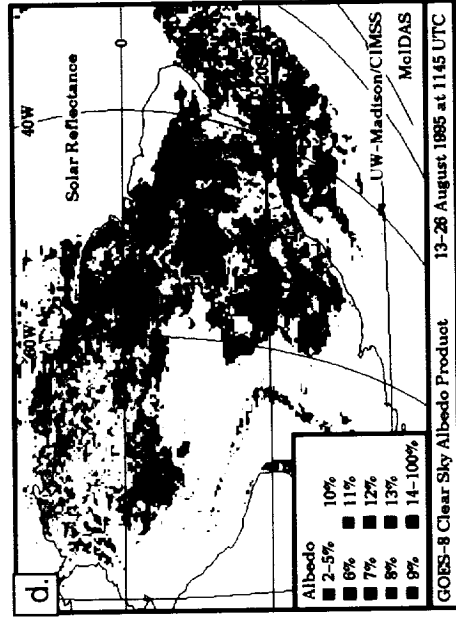 d.
60W
40W
0
Solar Reflectance
20S
UW-Madison/CIMSS
McIDAS
Albedo
2-5% 10%
6% 11%
7% 12%
8% 13%
9% 14-100%
GOES-8 Clear Sky Albedo Product 13-26 August 1995 at 1145 UTC